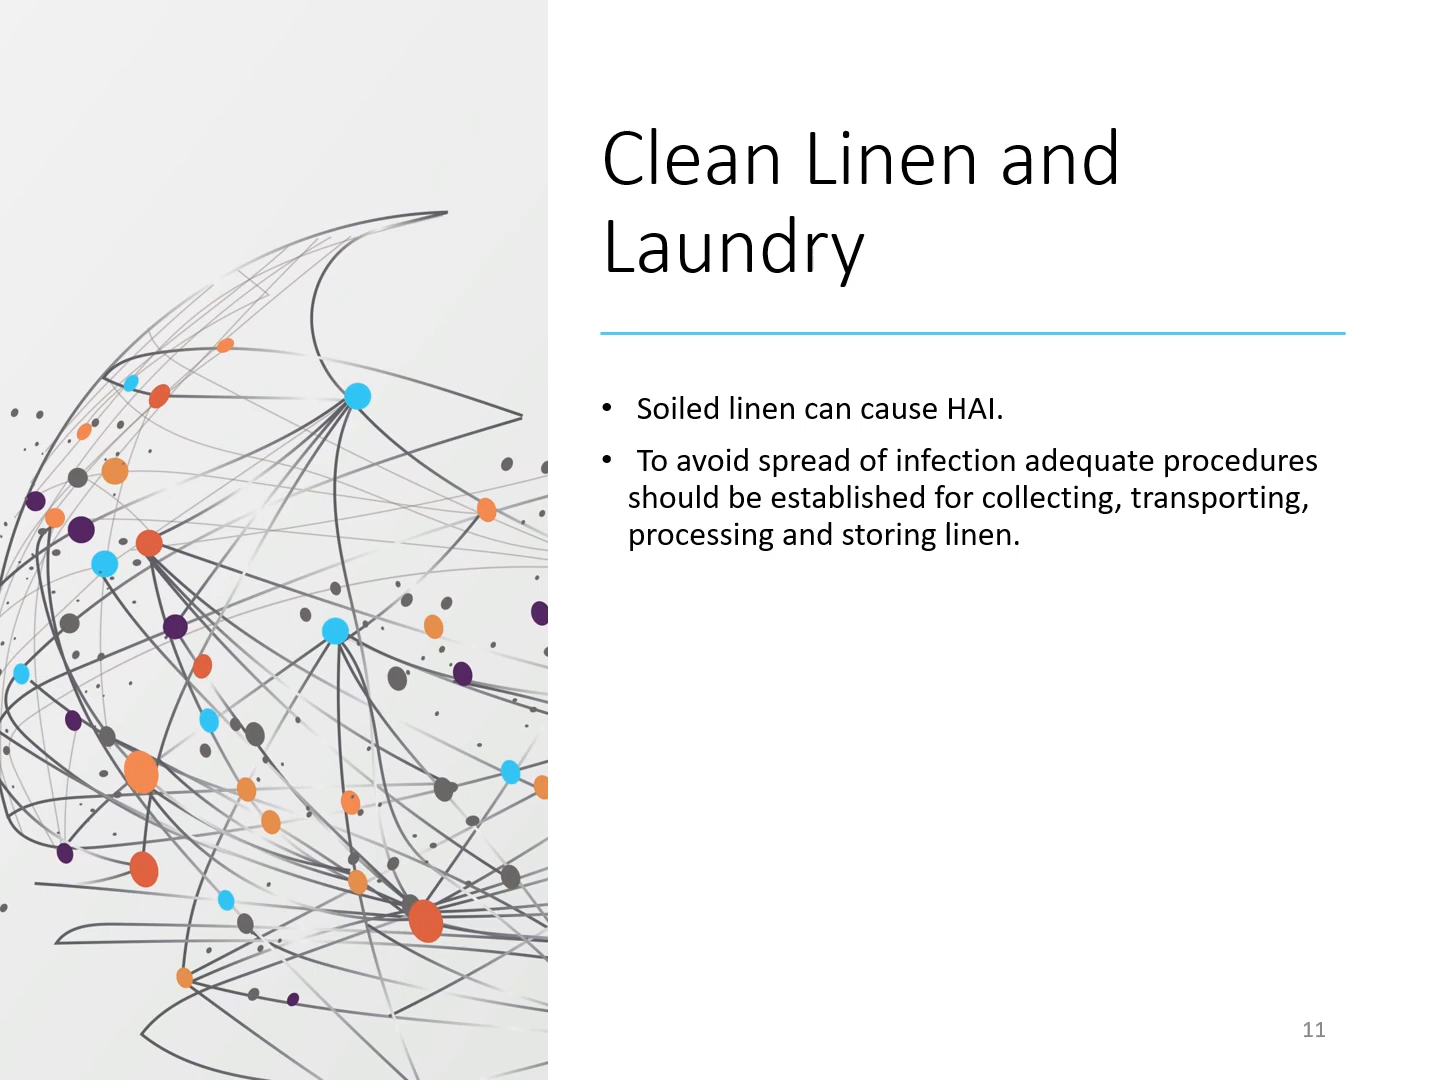 Clean Linen and
Laundry
• Soiled linen can cause HAI.
• To avoid spread of infection adequate procedures
should be established for collecting, transporting,
processing and storing linen.
11